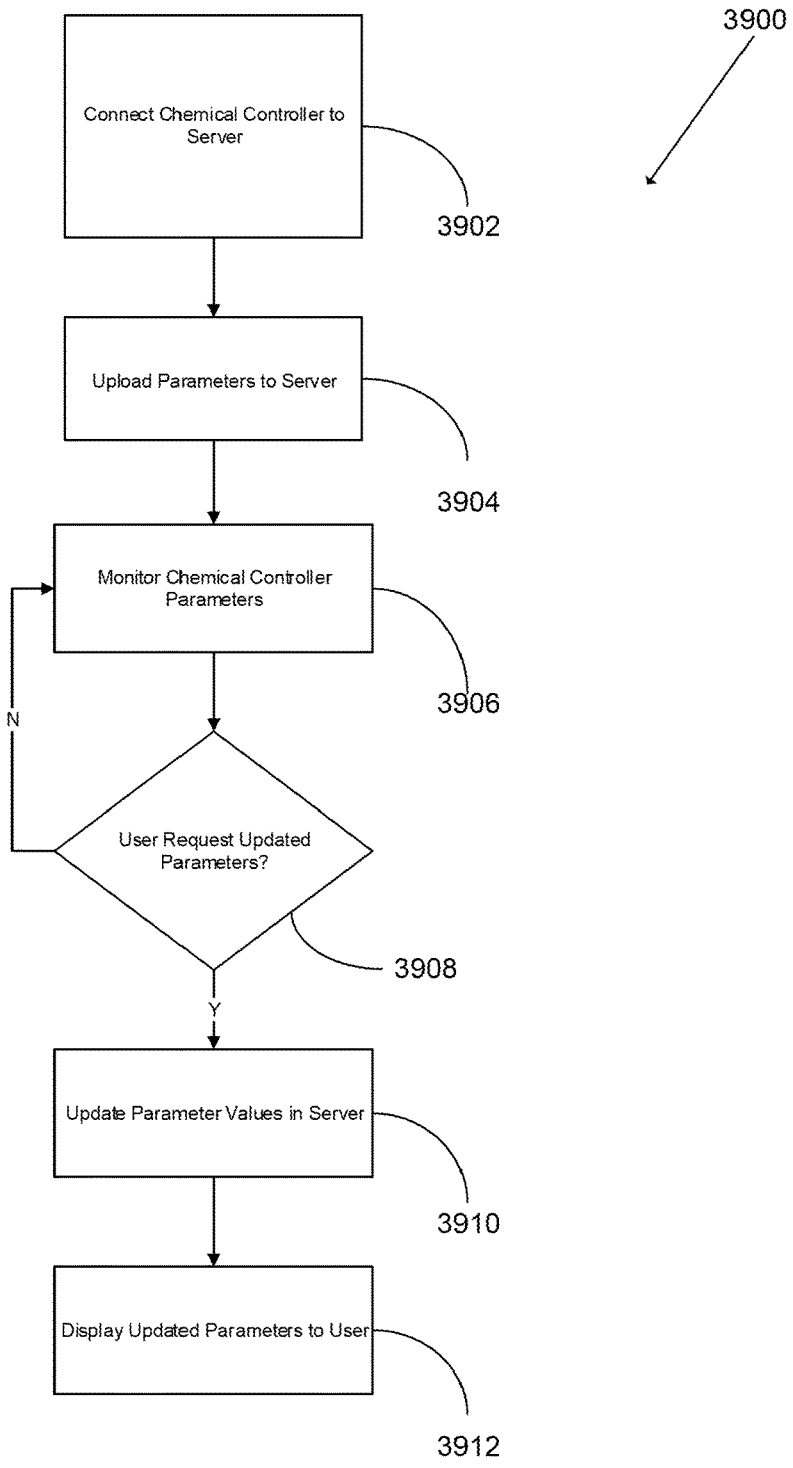 3900
Connect Chemical Controller to
Server
3902
Upload Parameters to Server
3904
Monitor Chemical Controller
Parameters
3906
N
User Request Updated
Parameters?
3908
Y
Update Parameter Values in Server
3910
Display Updated Parameters to User
3912